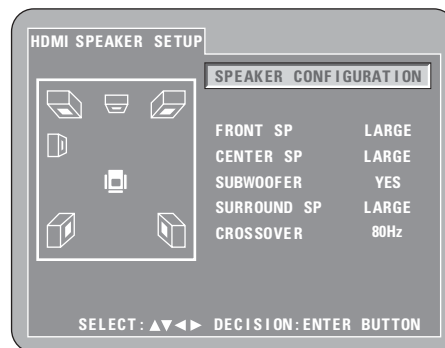 HDMI SPEAKER SETUP
SPEAKER CONFIGURATION
FRONT SP LARGE
CENTER SP LARGE
SUBWOOFER YES
SURROUND SP LARGE
CROSSOVER 80Hz
SELECT:▲▼◄► DECISION:ENTER BUTTON